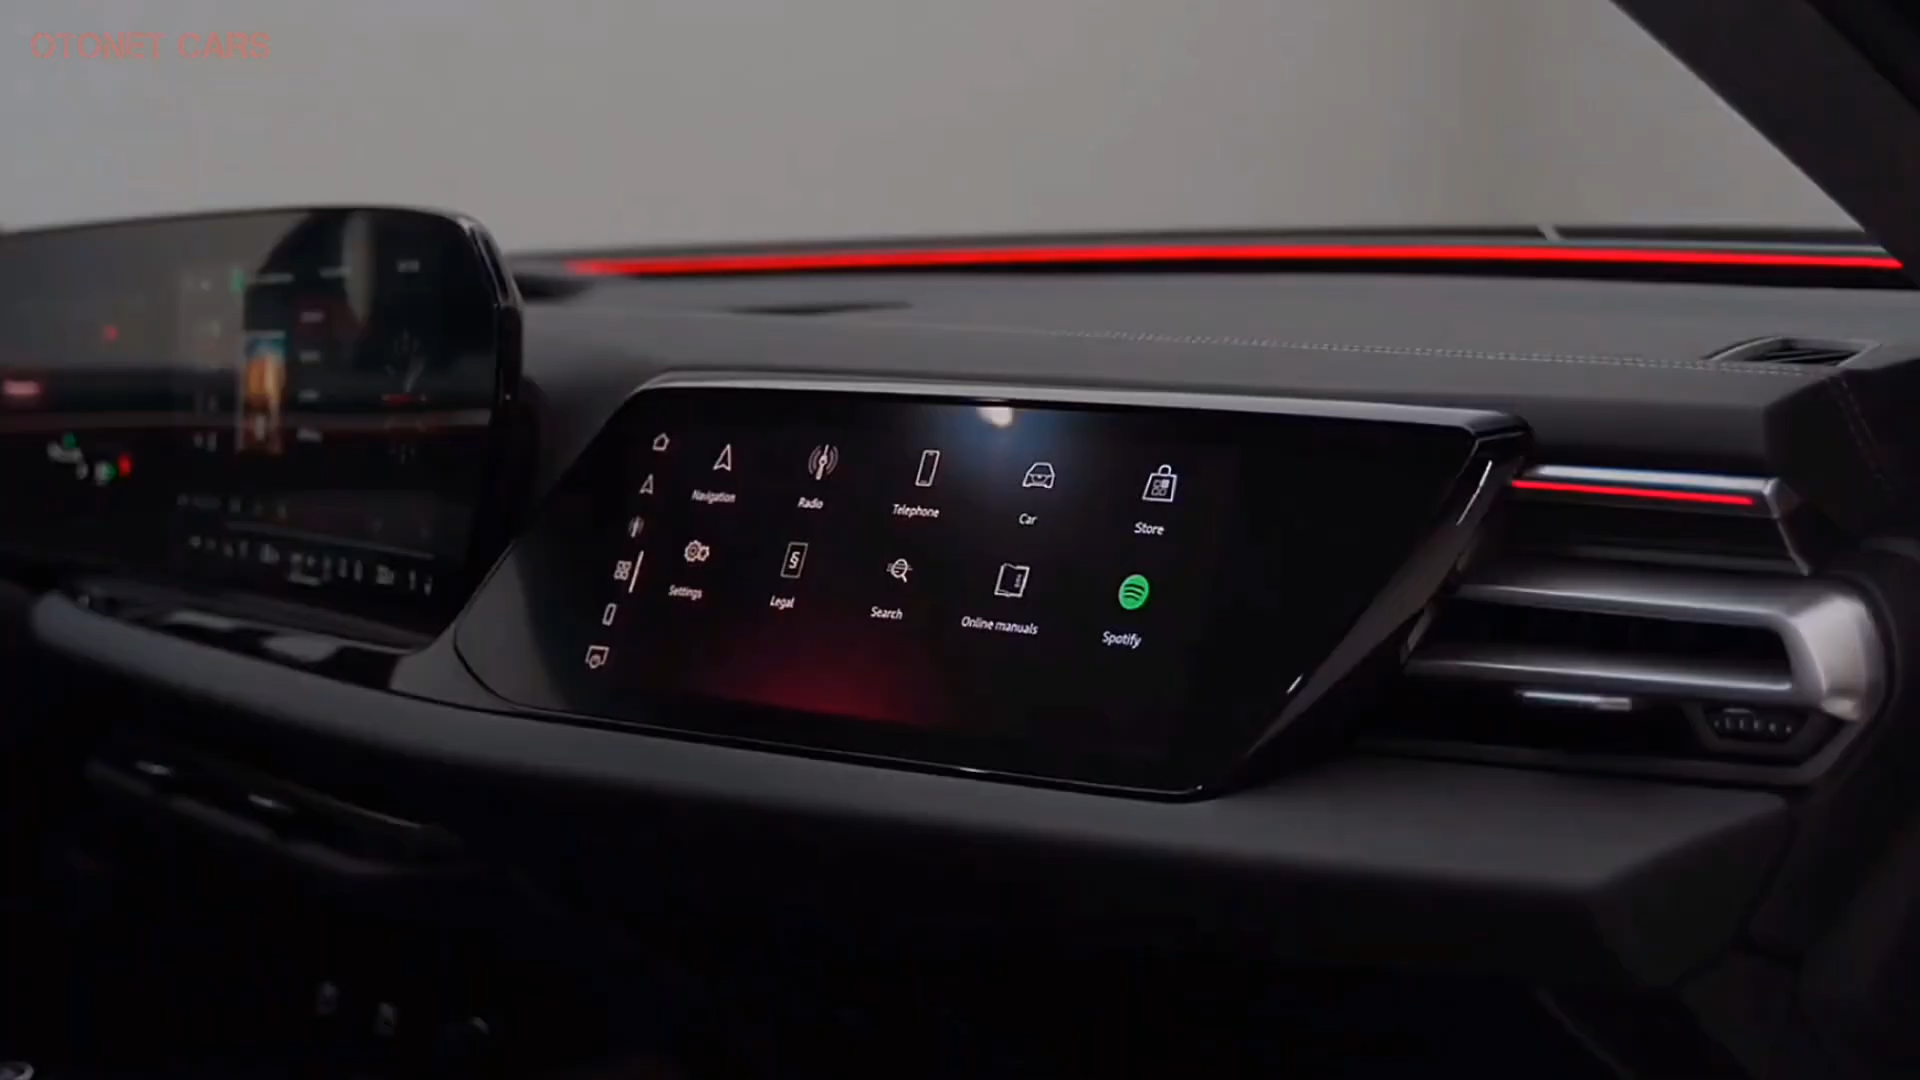 OTONET CARS
Navigation
Radio
Telephone
Car
Store
Settings
Legal
Search
Online manuals
Spotify